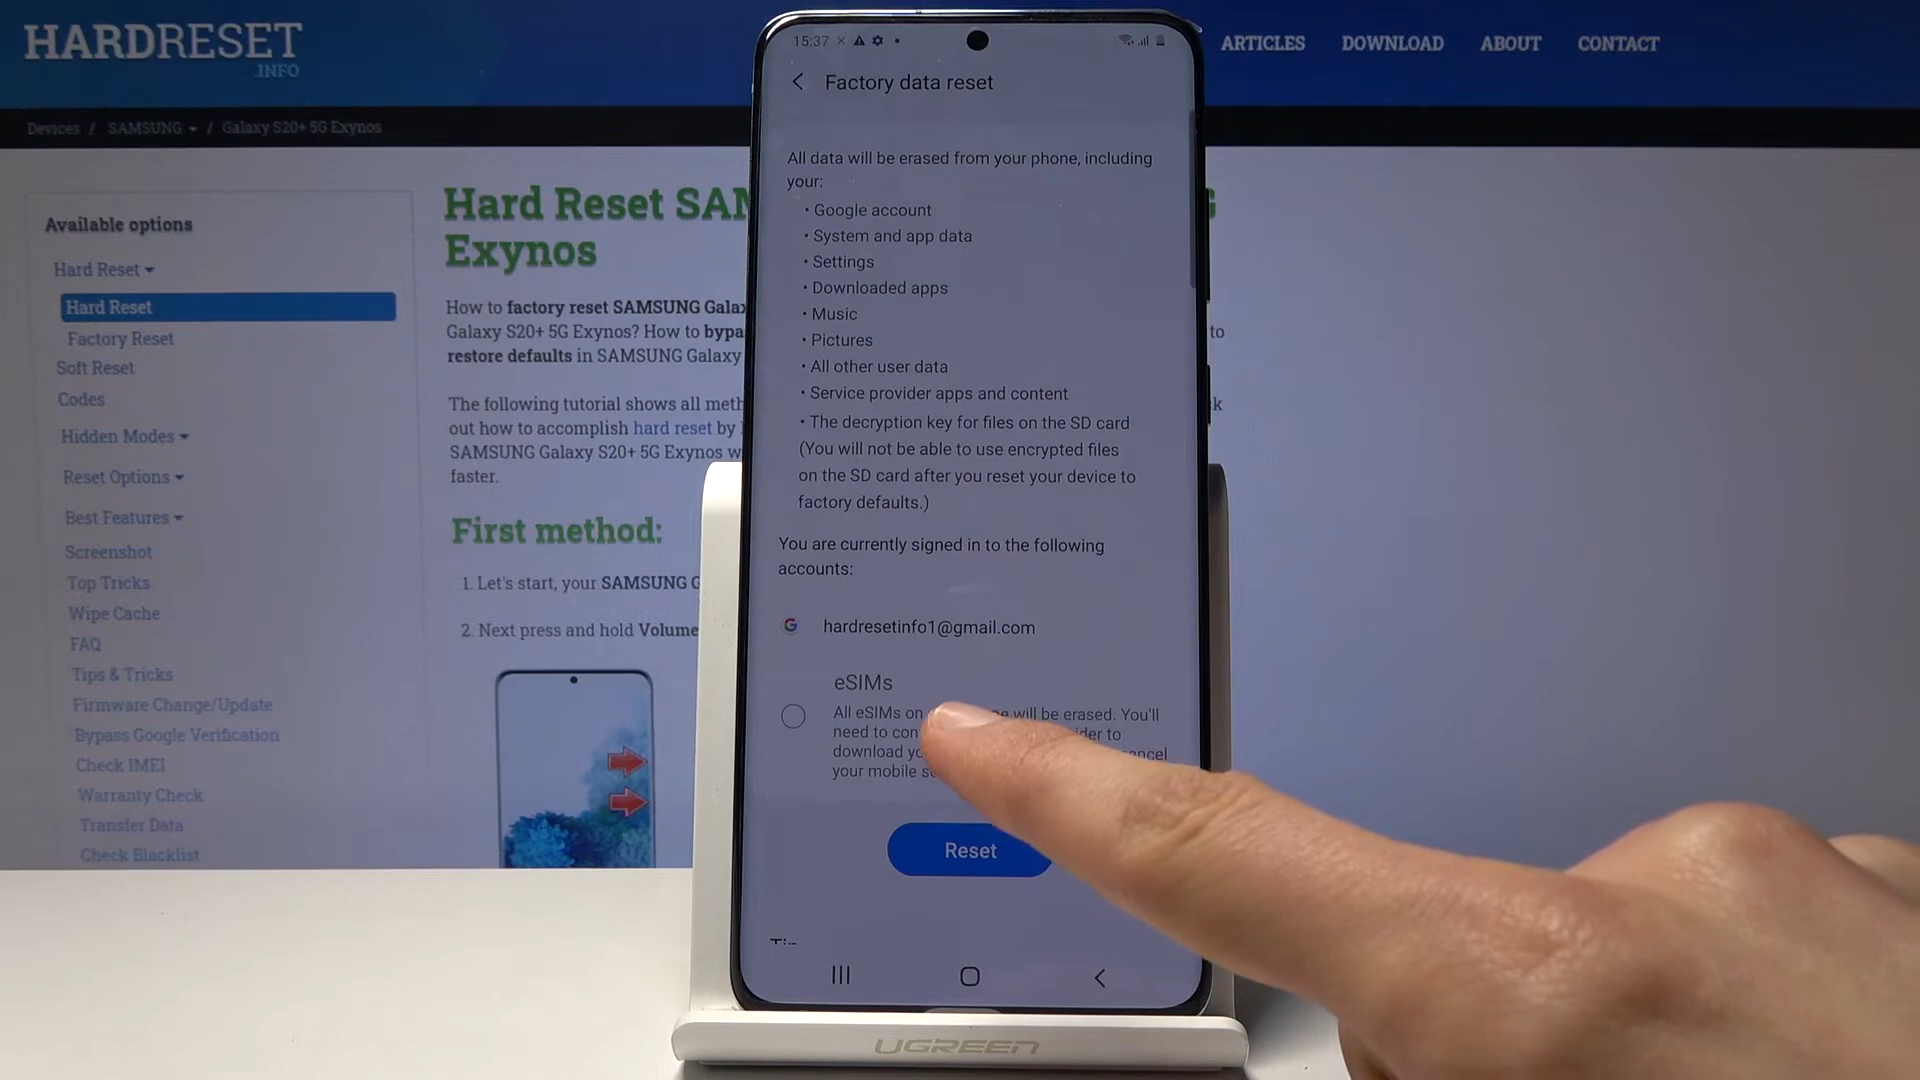 HARDRESET
.INFO
ARTICLES DOWNLOAD ABOUT CONTACT
Devices / SAMSUNG / Galaxy S20+ 5G Exynos
Available options
Hard Reset
Hard Reset
Factory Reset
Soft Reset
Codes
Hidden Modes
Reset Options
Best Features
Screenshot
Top Tricks
Wipe Cache
FAQ
Tips & Tricks
Firmware Change/Update
Bypass Google Verification
Check IMEI
Warranty Check
Transfer Data
Check Blacklist
Hard Reset SAM G
Exynos
How to factory reset SAMSUNG Galax
Galaxy S20+ 5G Exynos? How to bypa to
restore defaults in SAMSUNG Galaxy
The following tutorial shows all meth ck
out how to accomplish hard reset by
SAMSUNG Galaxy S20+ 5G Exynos w
faster.
First method:
1. Let's start, your SAMSUNG G
2. Next press and hold Volume
15:37
Factory data reset
All data will be erased from your phone, including
your:
• Google account
• System and app data
• Settings
• Downloaded apps
• Music
• Pictures
• All other user data
• Service provider apps and content
• The decryption key for files on the SD card
(You will not be able to use encrypted files
on the SD card after you reset your device to
factory defaults.)
You are currently signed in to the following
accounts:
G hardresetinfo1@gmail.com
eSIMs
All eSIMs on ne will be erased. You'll
need to con ider to
download yo ancel
your mobile se
Reset
UGREEN